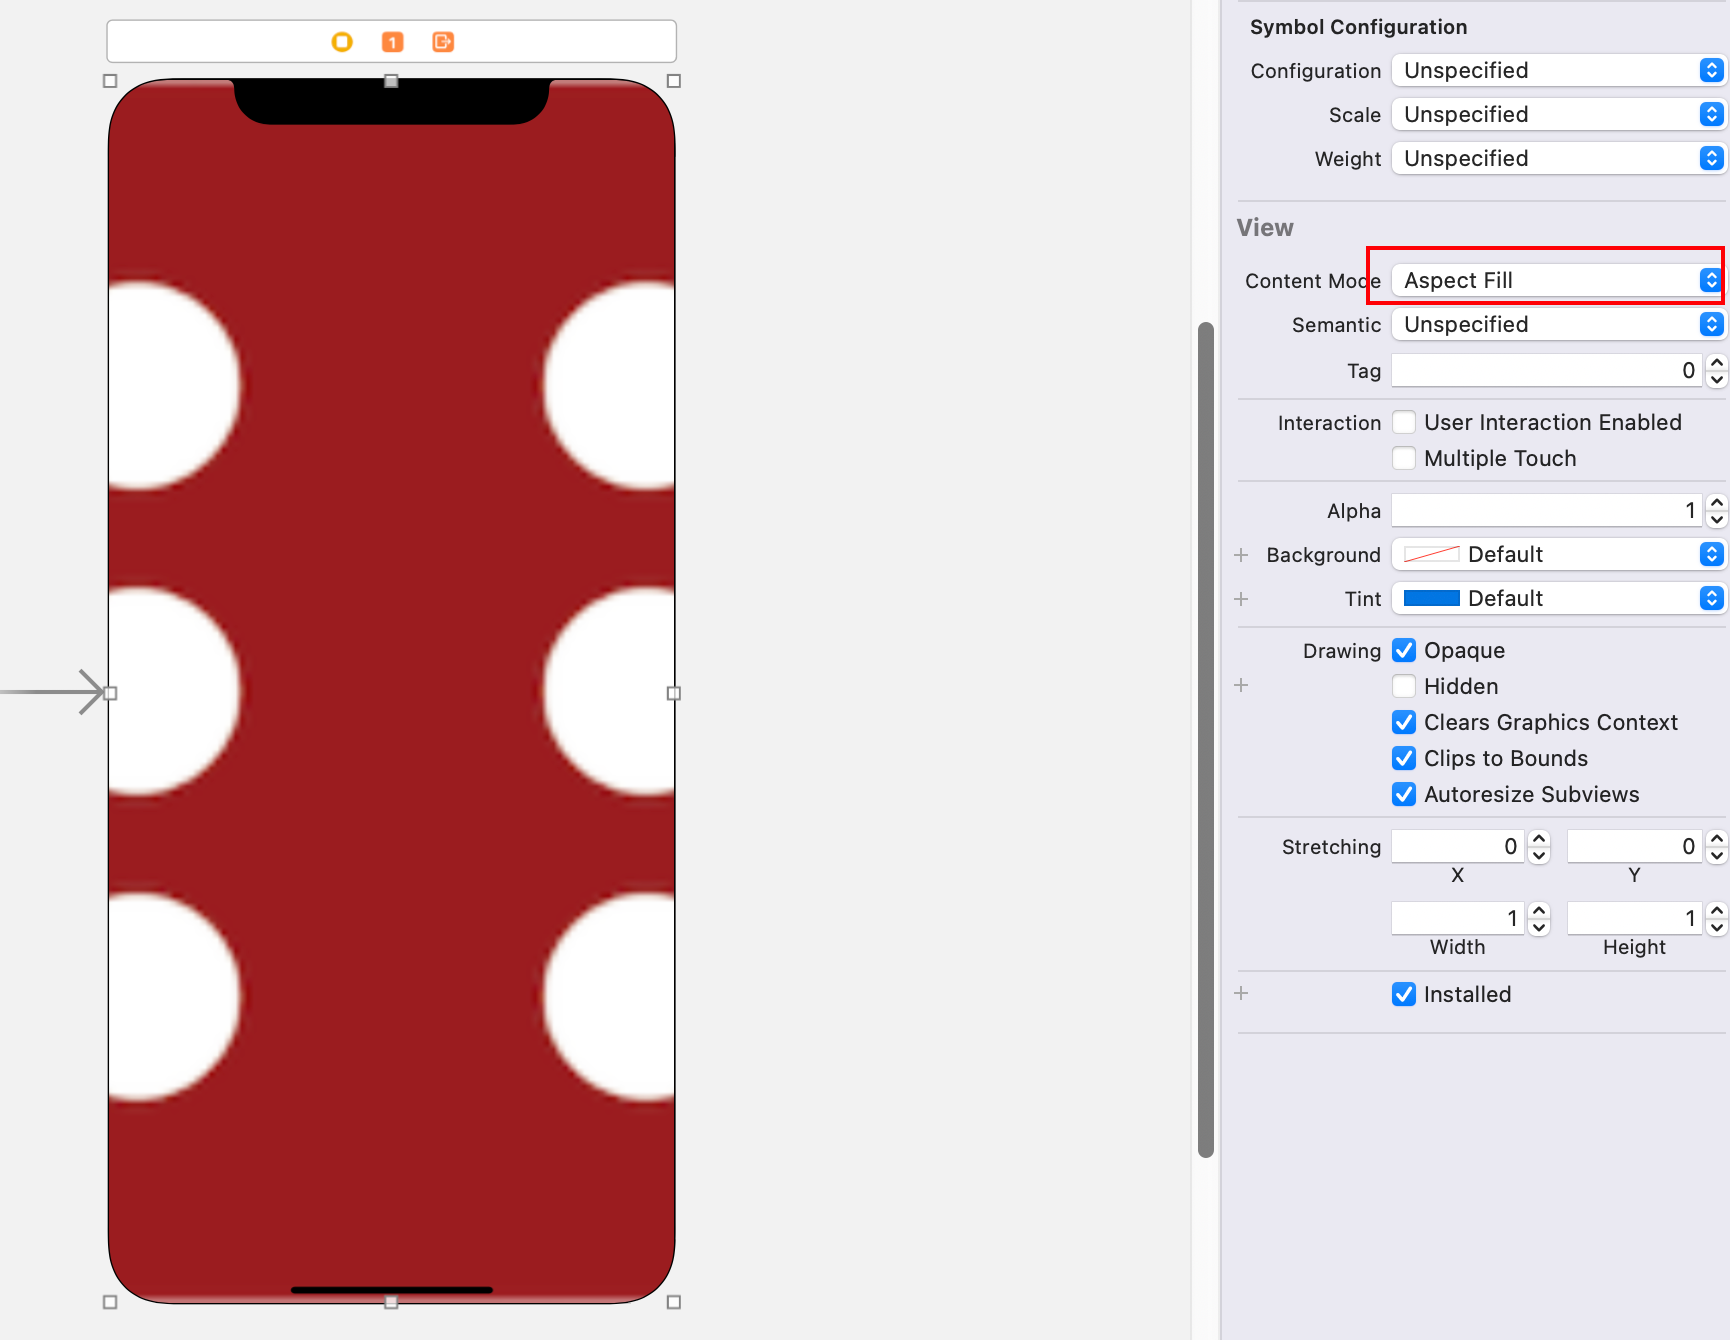 1
Symbol Configuration
Configuration Unspecified
Scale Unspecified
Weight Unspecified
View
Content Mode Aspect Fill
Semantic Unspecified
Tag 0
Interaction User Interaction Enabled
Multiple Touch
Alpha 1
+ Background Default
+ Tint Default
Drawing Opaque
+ Hidden
Clears Graphics Context
Clips to Bounds
Autoresize Subviews
Stretching 0 0
X Y
1 1
Width Height
+ Installed